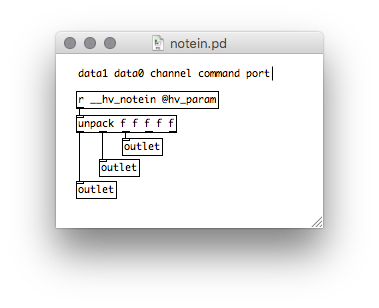 notein.pd
data1 data0 channel command port
r __hv_notein @hv_param
unpack f f f f f
outlet
outlet
outlet